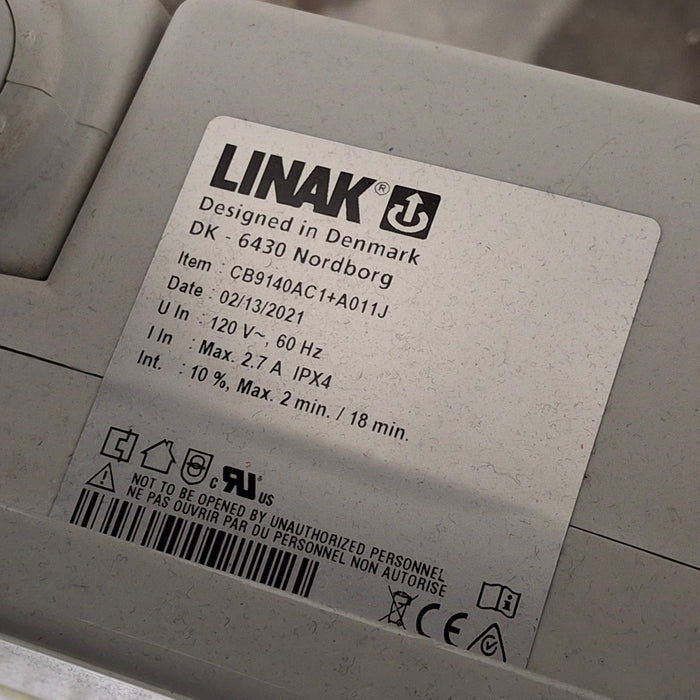 LINAK®
Designed in Denmark
DK - 6430 Nordborg
Item : CB9140AC1+A011J
Date : 02/13/2021
U In : 120 V~, 60 Hz
I In : Max. 2.7 A IPX4
Int. : 10 %, Max. 2 min. / 18 min.
c RU US
NOT TO BE OPENED BY UNAUTHORIZED PERSONNEL
NE PAS OUVRIR PAR DU PERSONNEL NON AUTORISE
CE